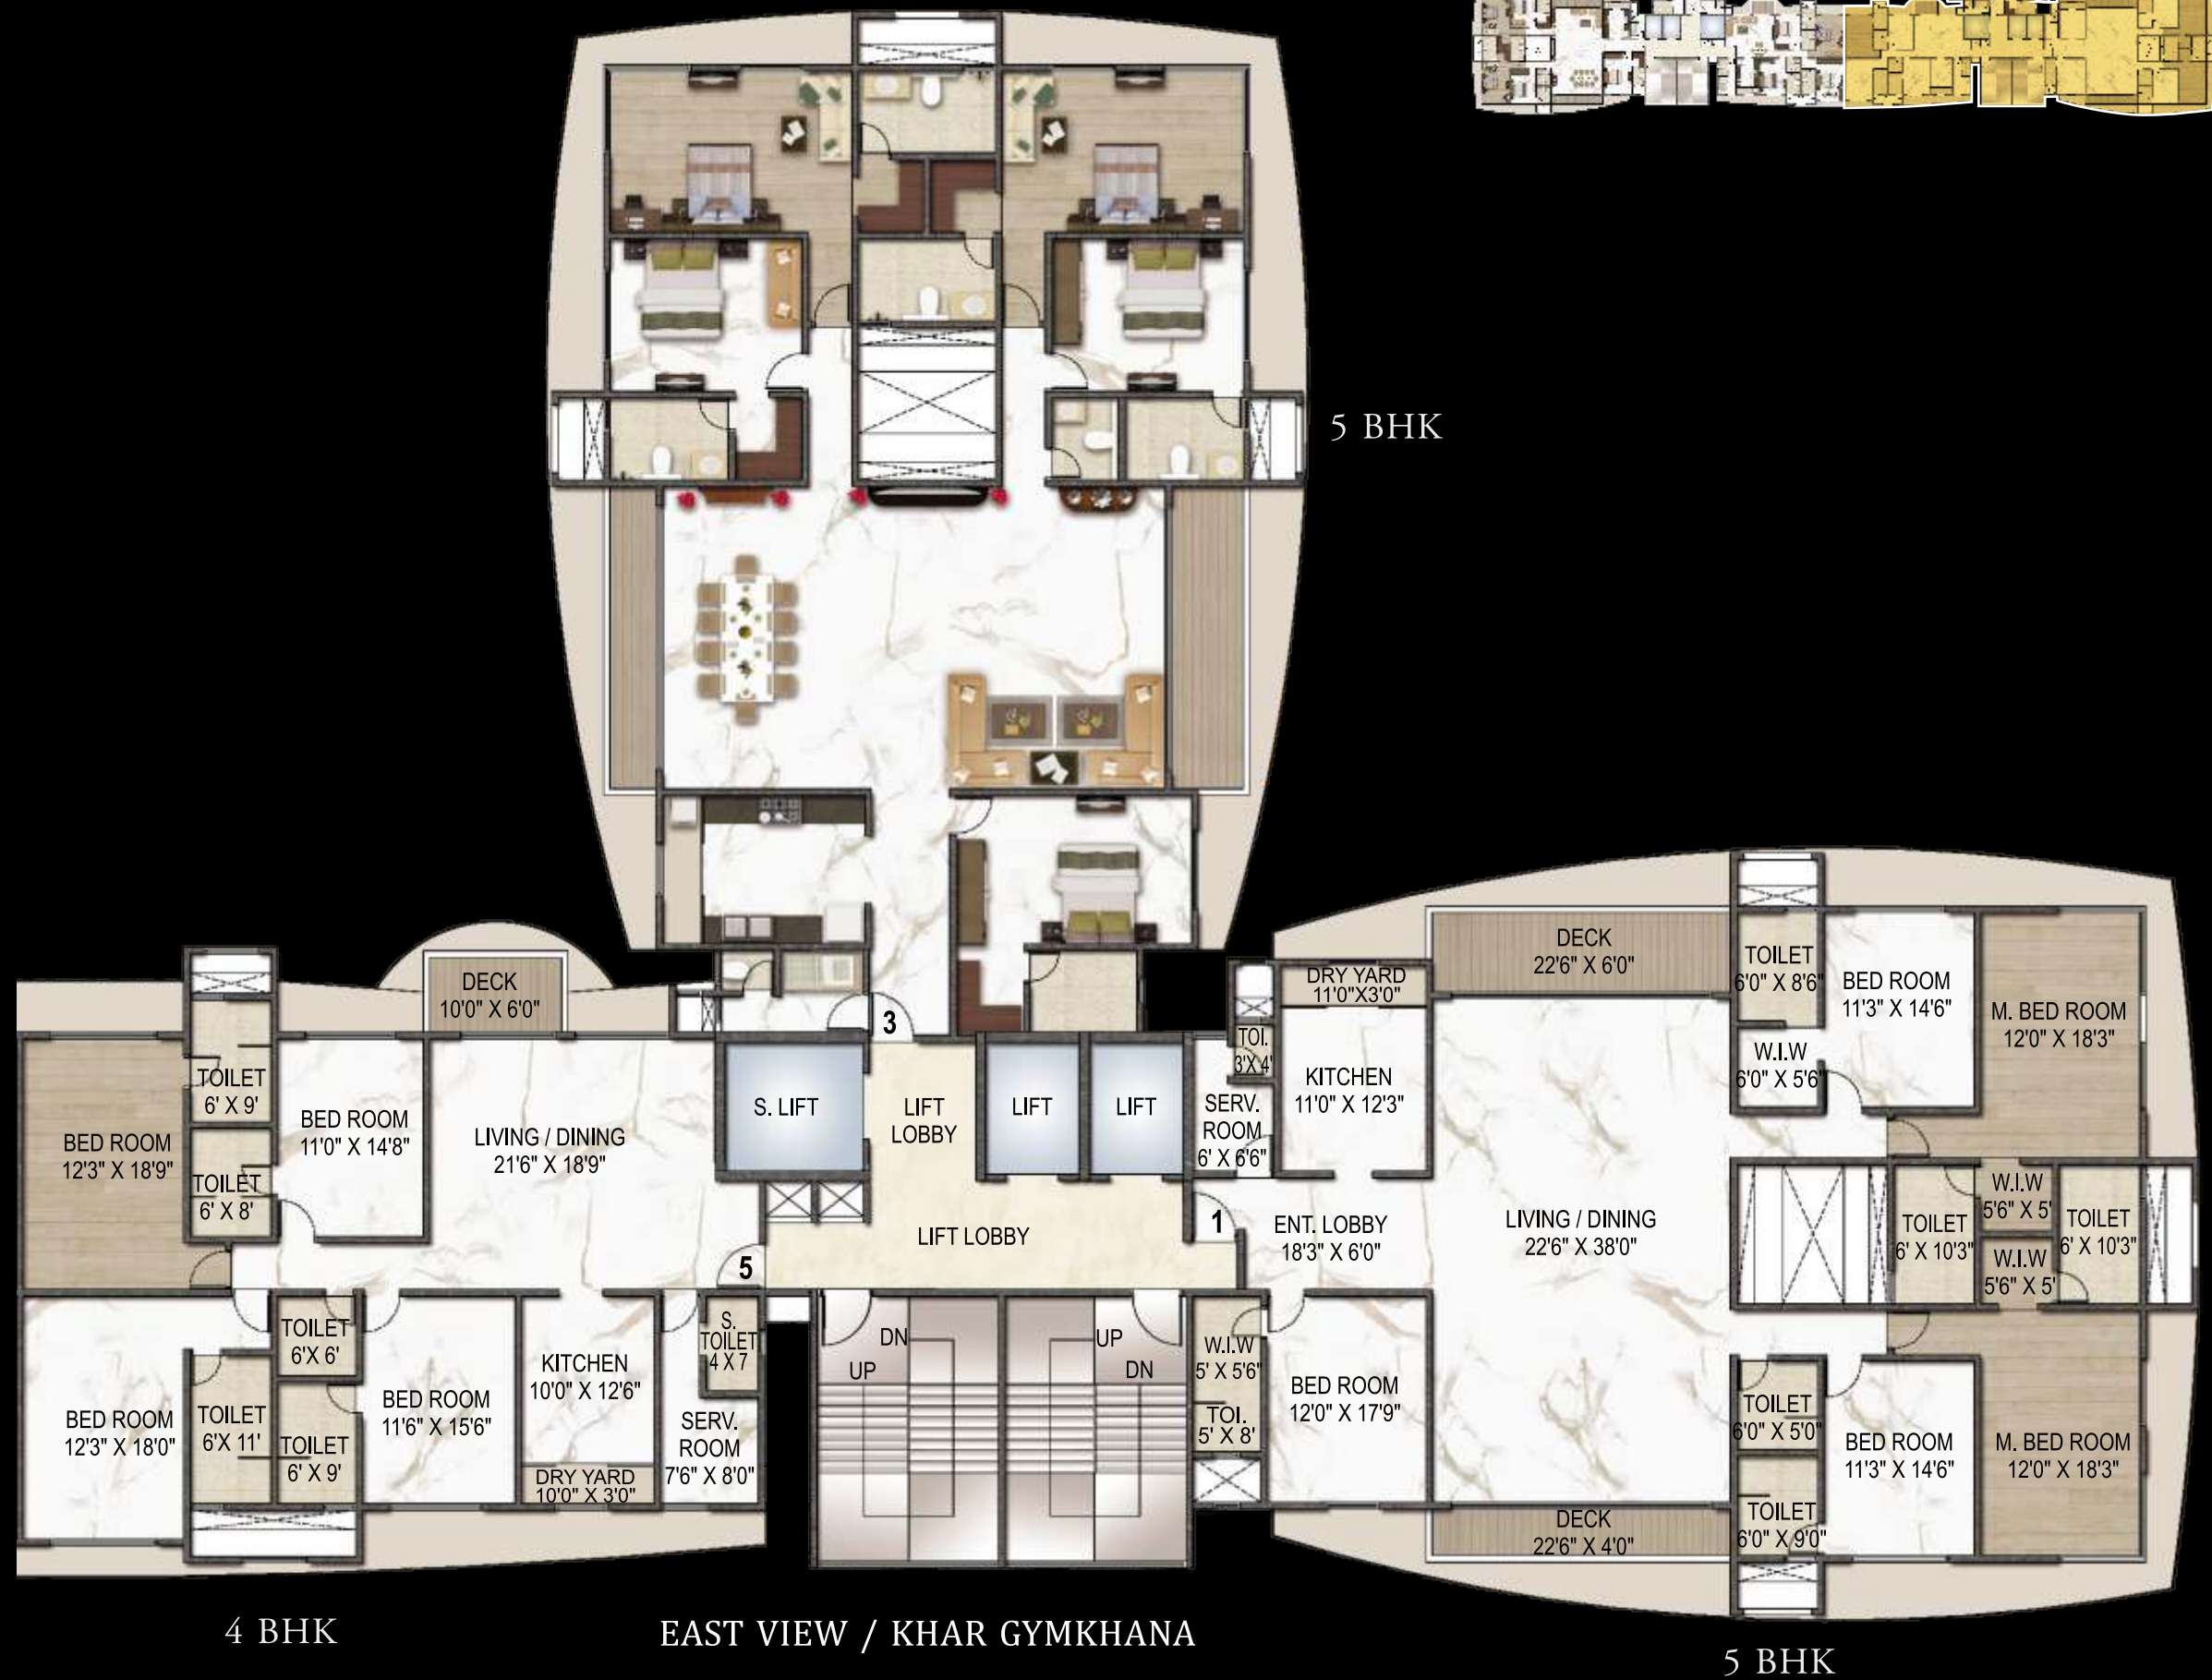 5 BHK
3
DECK
10'0" X 6'0"
TOILET
6' X 9'
BED ROOM
12'3" X 18'9"
TOILET
6' X 8'
BED ROOM
11'0" X 14'8"
LIVING / DINING
21'6" X 18'9"
5
BED ROOM
12'3" X 18'0"
TOILET
6'X 6'
TOILET
6'X 11'
TOILET
6' X 9'
BED ROOM
11'6" X 15'6"
KITCHEN
10'0" X 12'6"
DRY YARD
10'0" X 3'0"
S.
TOILET
4 X 7
SERV.
ROOM
7'6" X 8'0"
S. LIFT
LIFT
LOBBY
LIFT
LIFT
LIFT LOBBY
DN
UP
UP
DN
1
DRY YARD
11'0"X3'0"
TOI.
3'X 4'
SERV.
ROOM
6' X 6'6"
KITCHEN
11'0" X 12'3"
ENT. LOBBY
18'3" X 6'0"
W.I.W
5' X 5'6"
TOI.
5' X 8'
BED ROOM
12'0" X 17'9"
DECK
22'6" X 6'0"
LIVING / DINING
22'6" X 38'0"
DECK
22'6" X 4'0"
TOILET
6'0" X 8'6"
W.I.W
6'0" X 5'6"
BED ROOM
11'3" X 14'6"
M. BED ROOM
12'0" X 18'3"
TOILET
6' X 10'3"
W.I.W
5'6" X 5'
W.I.W
5'6" X 5'
TOILET
6' X 10'3"
TOILET
6'0" X 5'0"
TOILET
6'0" X 9'0"
BED ROOM
11'3" X 14'6"
M. BED ROOM
12'0" X 18'3"
4 BHK
EAST VIEW / KHAR GYMKHANA
5 BHK